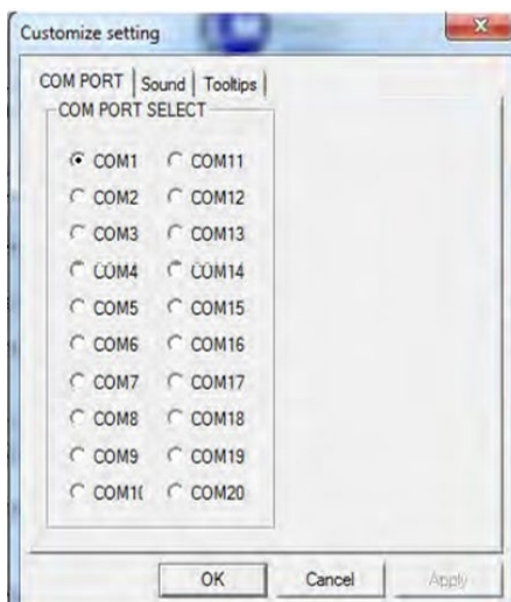 Customize setting
COM PORT Sound Tooltips
COM PORT SELECT
COM1 COM11
COM2 COM12
COM3 COM13
COM4 COM14
COM5 COM15
COM6 COM16
COM7 COM17
COM8 COM18
COM9 COM19
COM10 COM20
OK Cancel Apply